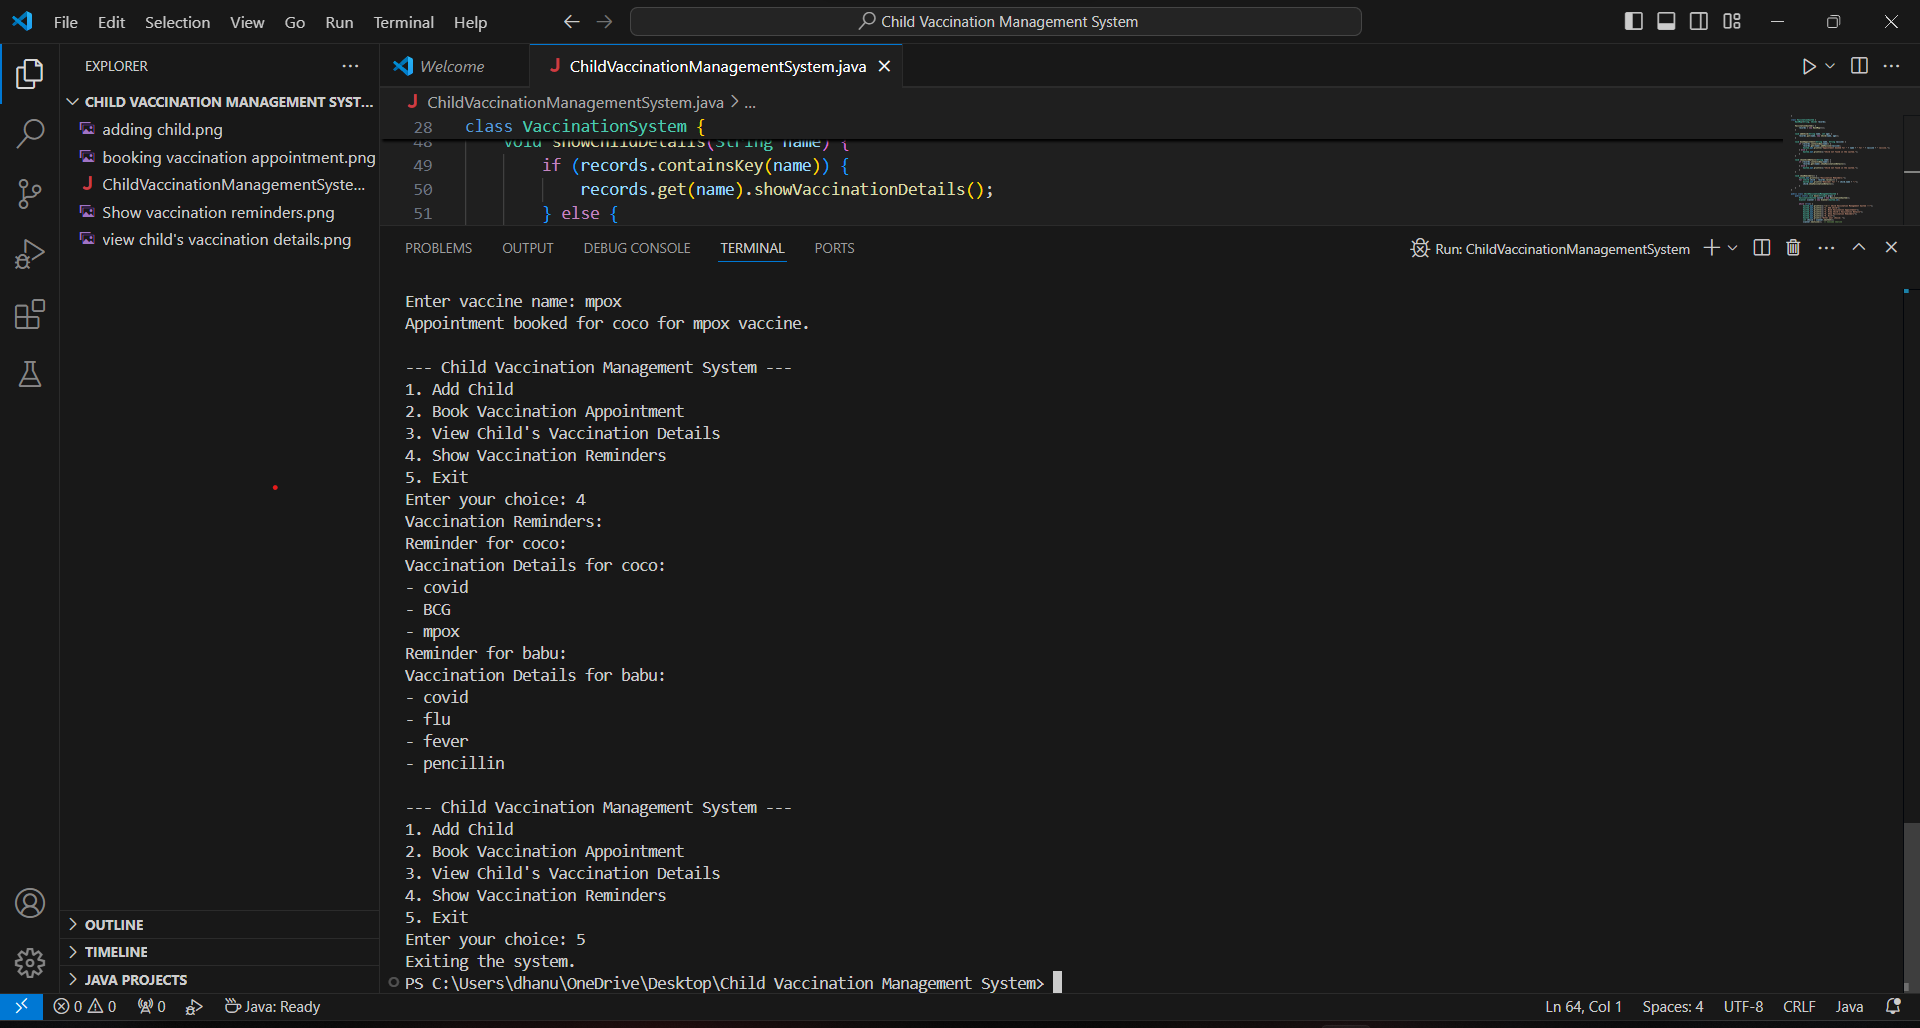 File Edit Selection View Go Run Terminal Help
Child Vaccination Management System
EXPLORER
CHILD VACCINATION MANAGEMENT SYST...
adding child.png
booking vaccination appointment.png
ChildVaccinationManagementSyste...
Show vaccination reminders.png
view child's vaccination details.png
OUTLINE
TIMELINE
JAVA PROJECTS
Welcome
J ChildVaccinationManagementSystem.java
J ChildVaccinationManagementSystem.java > ...
28 class VaccinationSystem {
48 void showChildDetails(String name) {
49 if (records.containsKey(name)) {
50 records.get(name).showVaccinationDetails();
51 } else {
PROBLEMS OUTPUT DEBUG CONSOLE TERMINAL PORTS
Run: ChildVaccinationManagementSystem
Enter vaccine name: mpox
Appointment booked for coco for mpox vaccine.
--- Child Vaccination Management System ---
1. Add Child
2. Book Vaccination Appointment
3. View Child's Vaccination Details
4. Show Vaccination Reminders
5. Exit
Enter your choice: 4
Vaccination Reminders:
Reminder for coco:
Vaccination Details for coco:
- covid
- BCG
- mpox
Reminder for babu:
Vaccination Details for babu:
- covid
- flu
- fever
- pencillin
--- Child Vaccination Management System ---
1. Add Child
2. Book Vaccination Appointment
3. View Child's Vaccination Details
4. Show Vaccination Reminders
5. Exit
Enter your choice: 5
Exiting the system.
PS C:\Users\dhanu\OneDrive\Desktop\Child Vaccination Management System>
0 0 0 Java: Ready
Ln 64, Col 1 Spaces: 4 UTF-8 CRLF Java